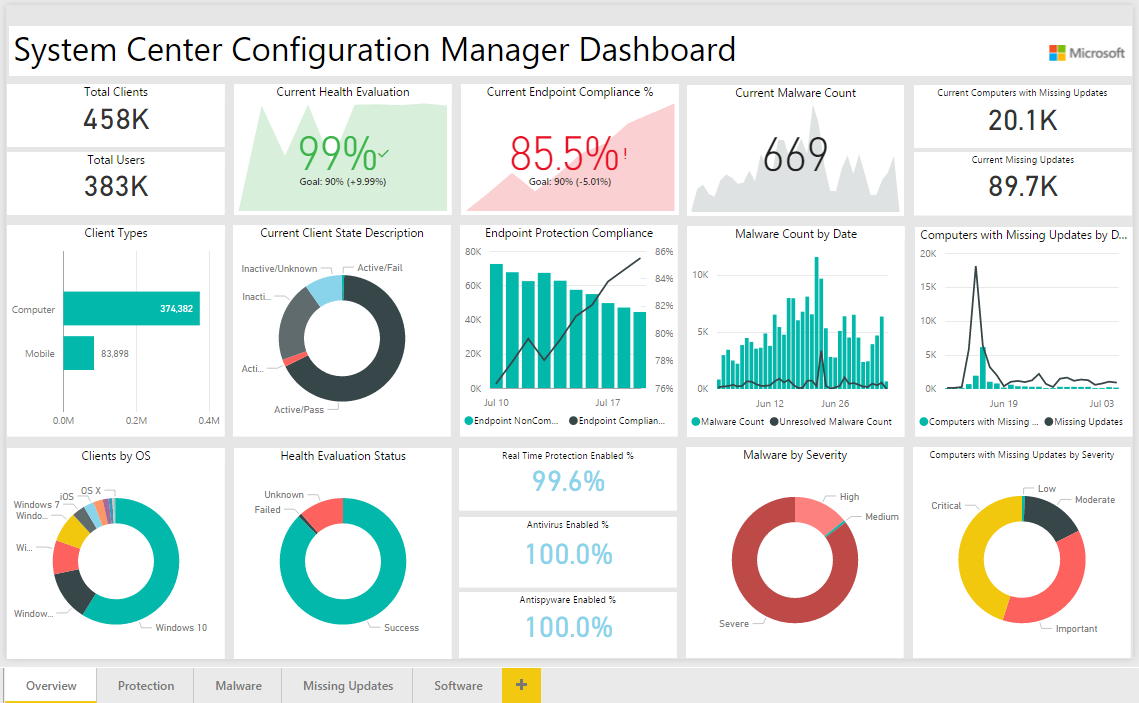 System Center Configuration Manager Dashboard
Microsoft
Total Clients
458K
Total Users
383K
Current Health Evaluation
99%
Goal: 90% (+9.99%)
Current Endpoint Compliance %
85.5%!
Goal: 90% (-5.01%)
Current Malware Count
669
Current Computers with Missing Updates
20.1K
Current Missing Updates
89.7K
Client Types
Computer
374,382
Mobile
83,898
0.0M 0.2M 0.4M
Current Client State Description
Inactive/Unknown
Active/Fail
Inacti...
Acti...
Active/Pass
Endpoint Protection Compliance
80K
60K
40K
20K
0K
86%
84%
82%
80%
78%
76%
Jul 10 Jul 17
Endpoint NonCom... Endpoint Complian...
Malware Count by Date
10K
5K
0K
Jun 12 Jun 26
Malware Count Unresolved Malware Count
Computers with Missing Updates by D...
20K
15K
10K
5K
0K
Jun 19 Jul 03
Computers with Missing ... Missing Updates
Clients by OS
OS X
iOS
Windows 7
Windo...
Wi...
Window...
Windows 10
Health Evaluation Status
Unknown
Failed
Success
Real Time Protection Enabled %
99.6%
Antivirus Enabled %
100.0%
Antispyware Enabled %
100.0%
Malware by Severity
High
Medium
Severe
Computers with Missing Updates by Severity
Low
Moderate
Critical
Important
Overview Protection Malware Missing Updates Software +